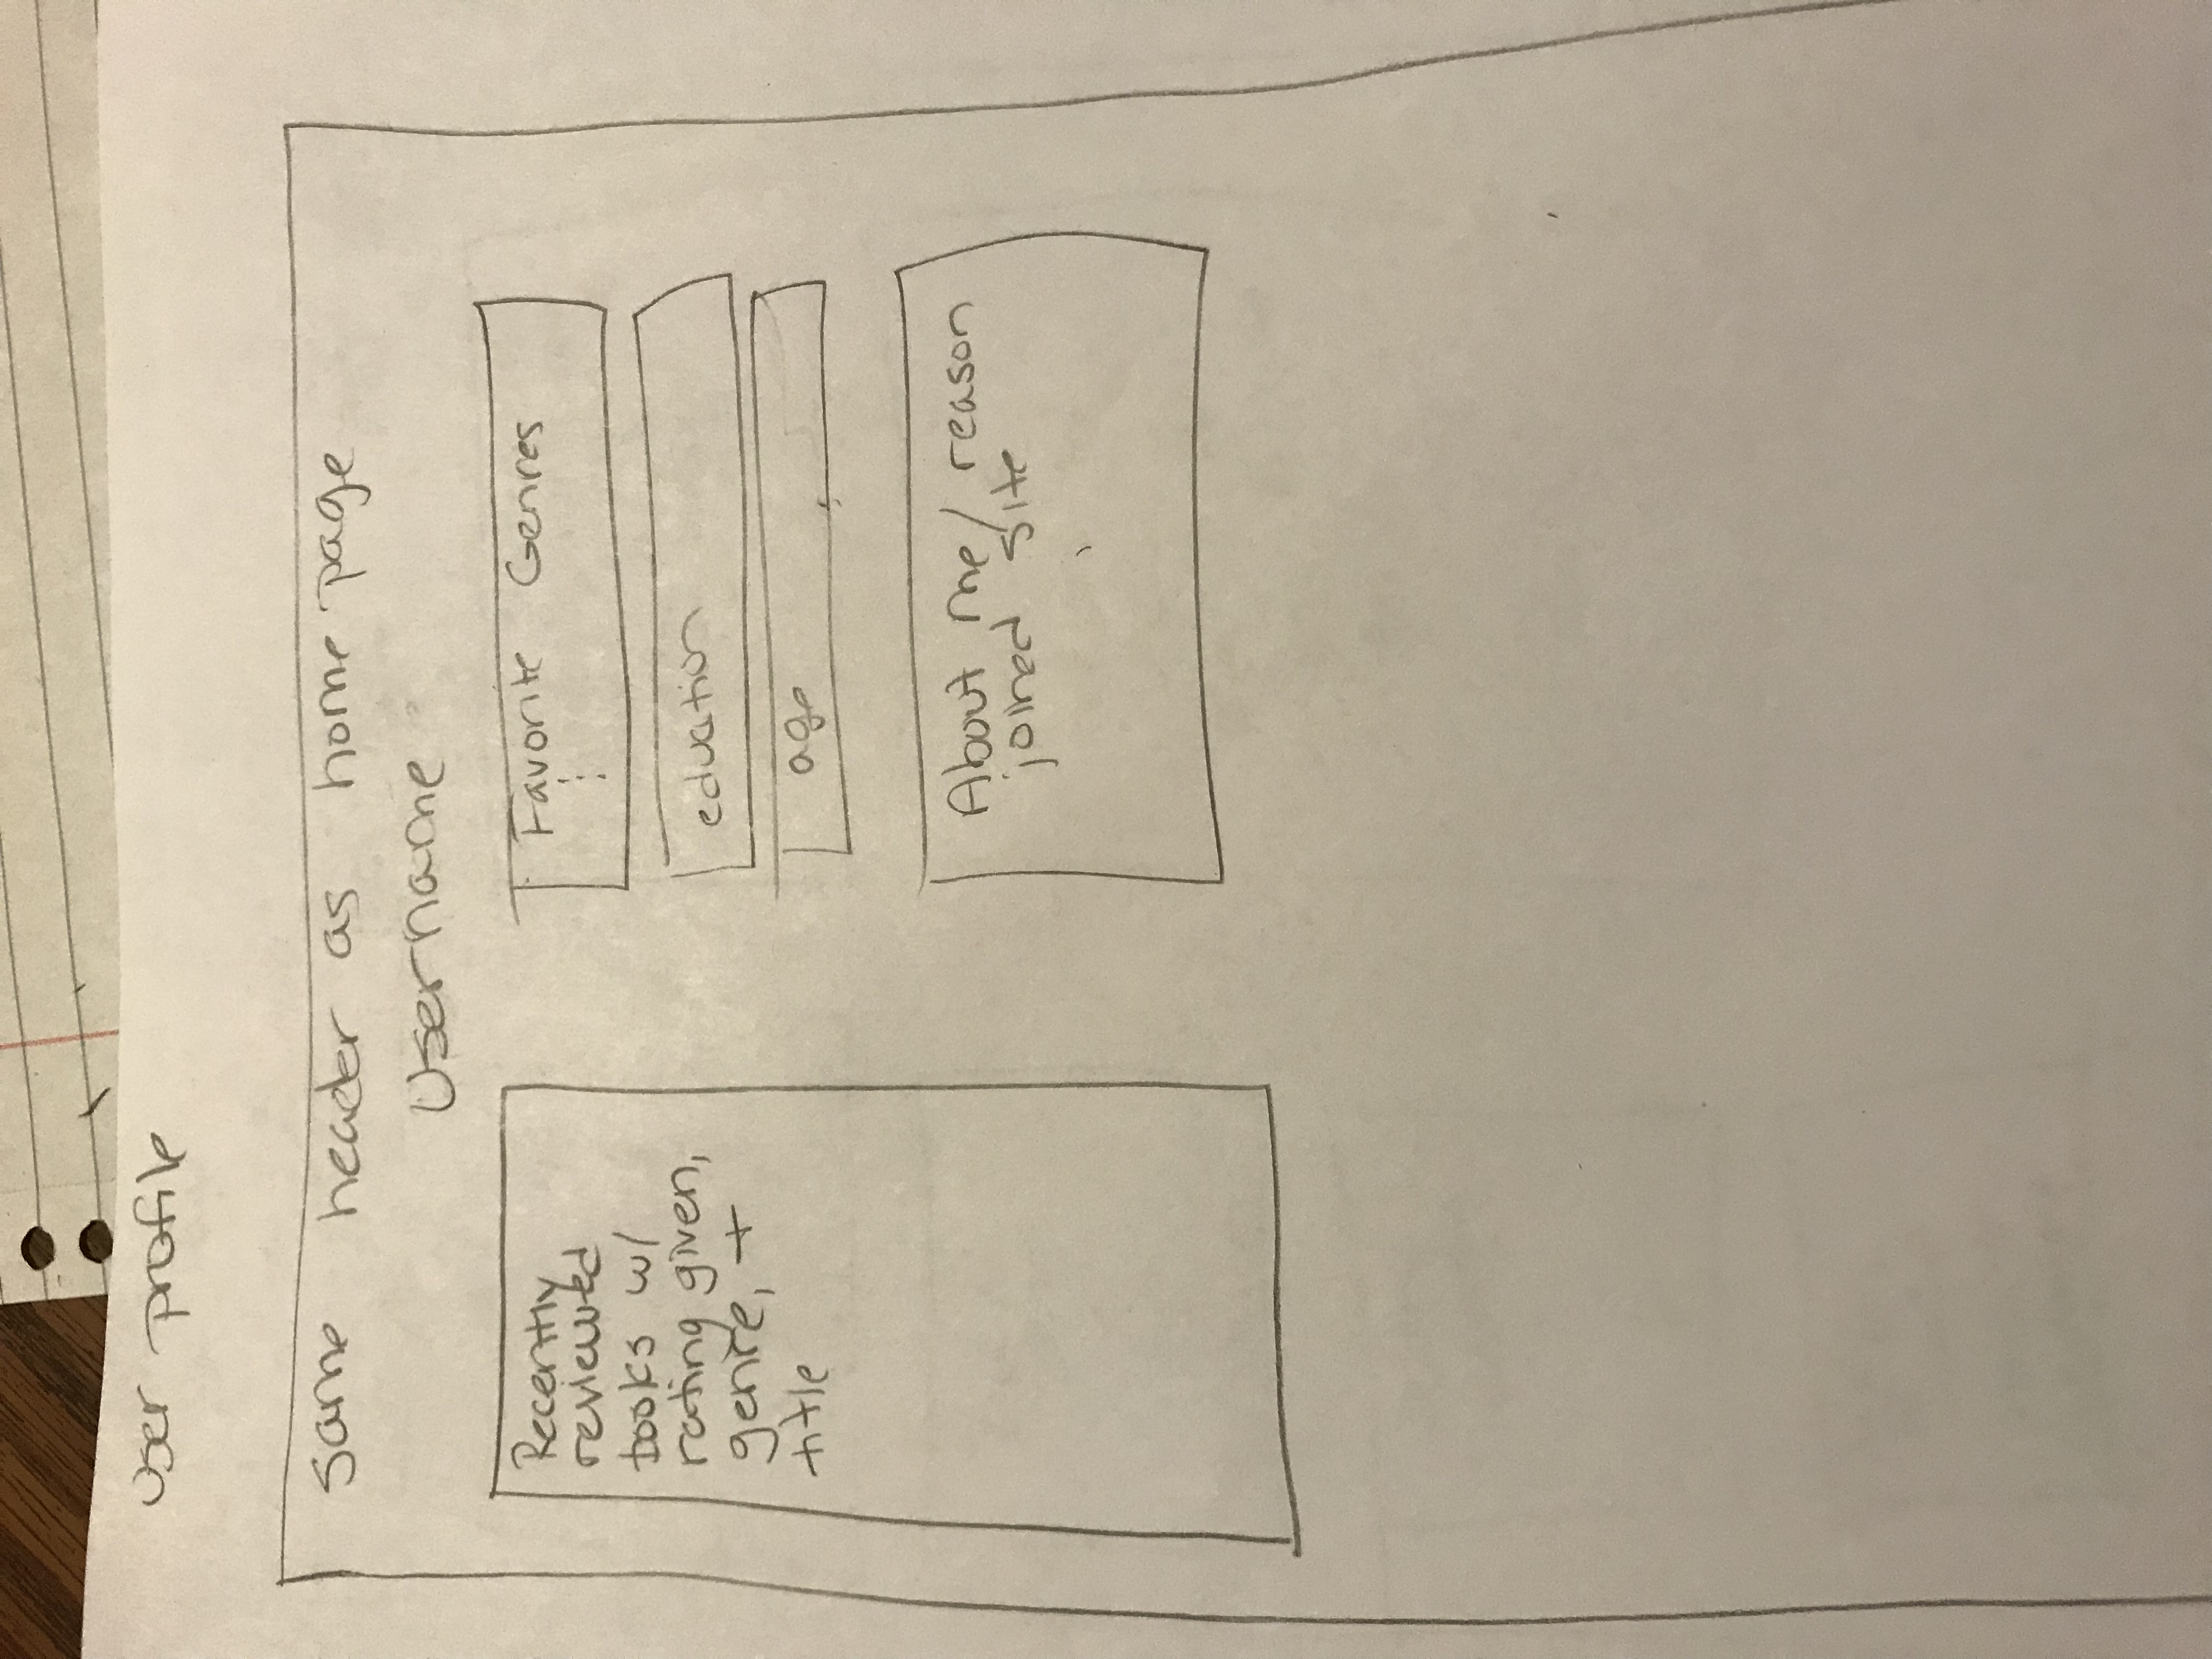 User profile
Same header as home page
Username
Recently
reviewed
books w/
rating given,
genre, +
title
Favorite Genres
education
age
About me/ reason
joined site